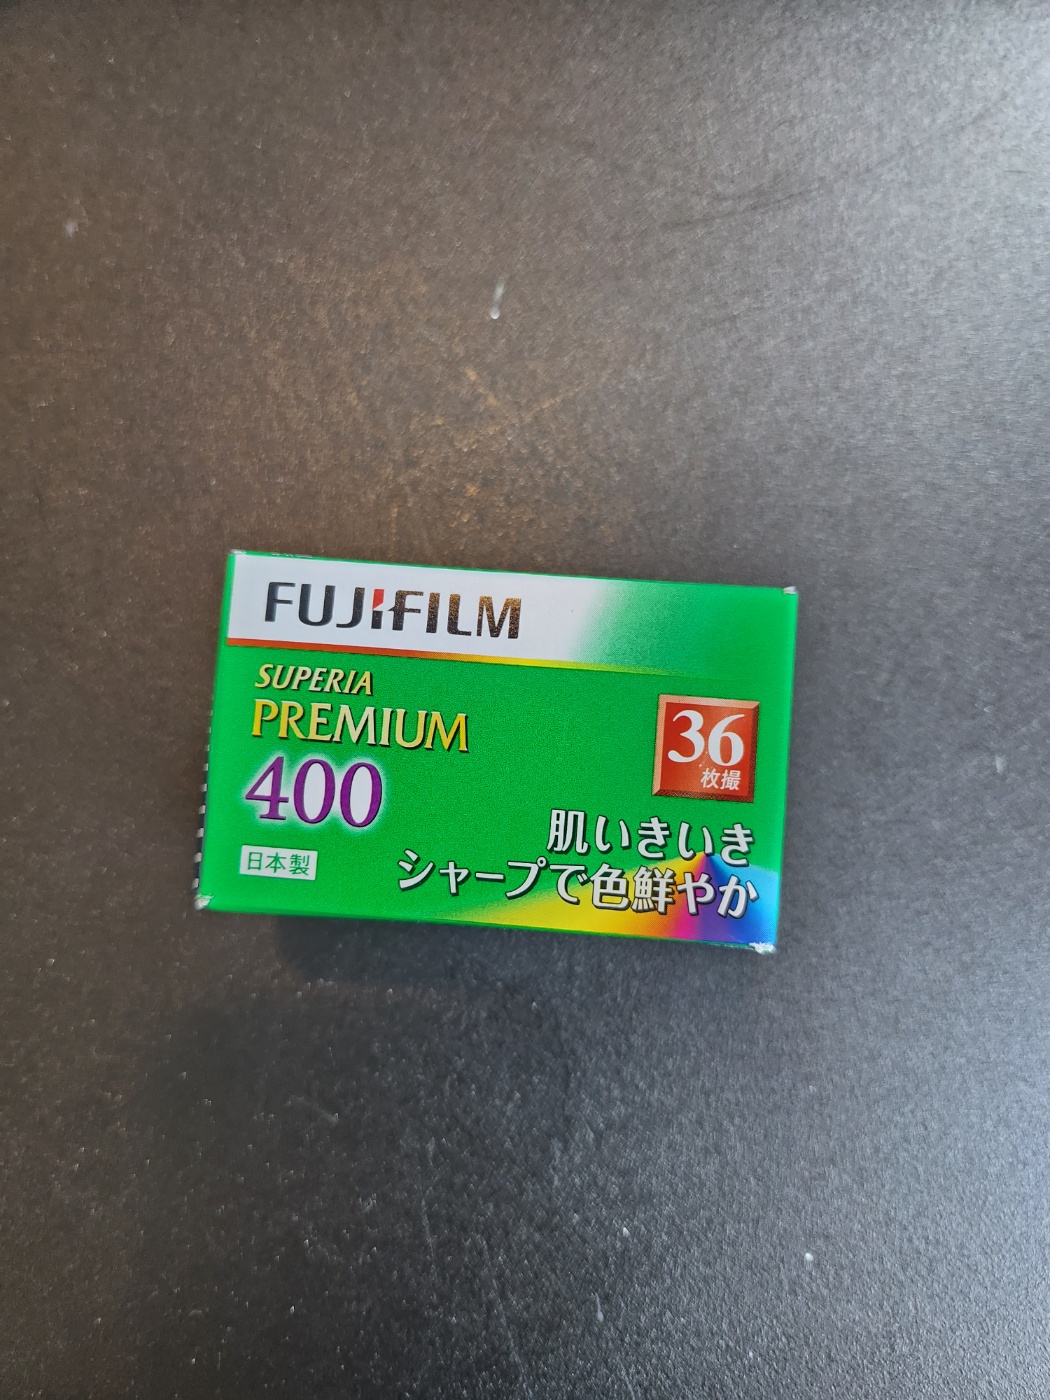 FUJIFILM
SUPERIA
PREMIUM
400
日本製
36
枚撮
肌いきいき
シャープで色鮮やか